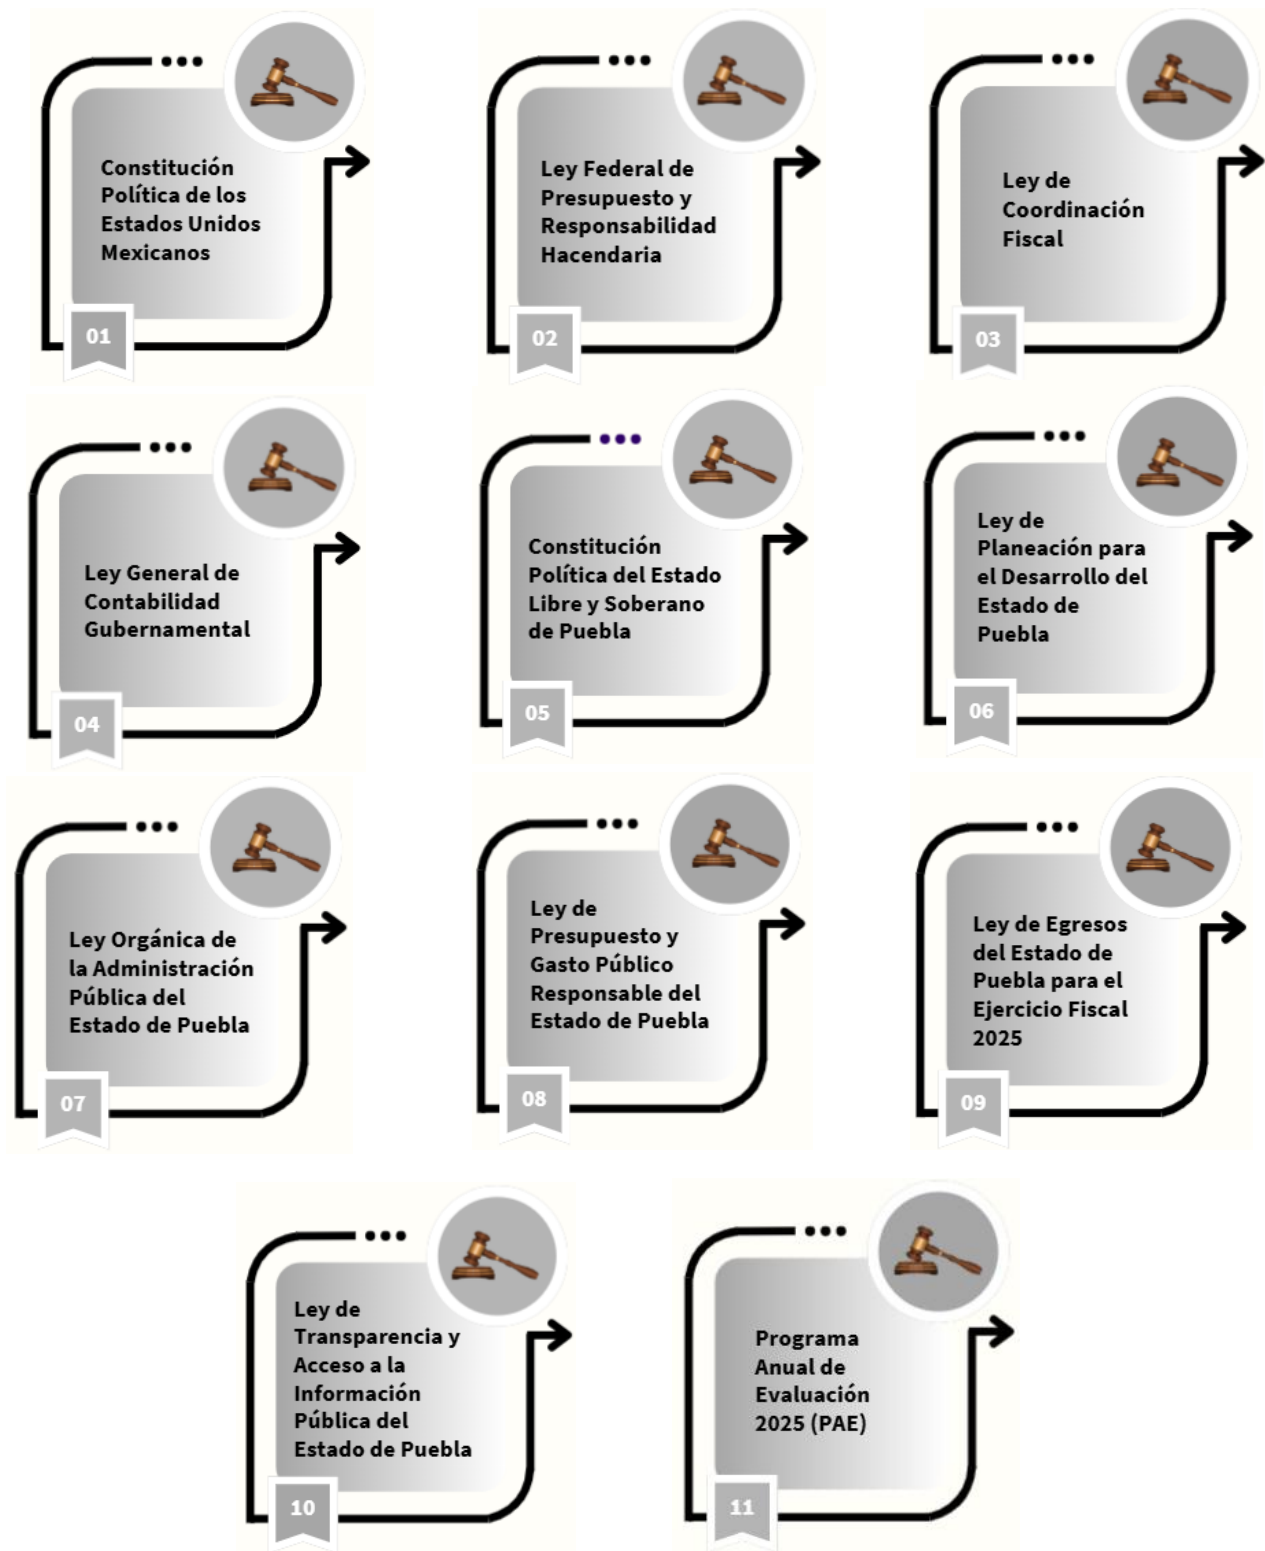 Constitución
Política de los
Estados Unidos
Mexicanos
01
Ley Federal de
Presupuesto y
Responsabilidad
Hacendaria
02
Ley de
Coordinación
Fiscal
03
Ley General de
Contabilidad
Gubernamental
04
Constitución
Política del Estado
Libre y Soberano
de Puebla
05
Ley de
Planeación para
el Desarrollo del
Estado de
Puebla
06
Ley Orgánica de
la Administración
Pública del
Estado de Puebla
07
Ley de
Presupuesto y
Gasto Público
Responsable del
Estado de Puebla
08
Ley de Egresos
del Estado de
Puebla para el
Ejercicio Fiscal
2025
09
Ley de
Transparencia y
Acceso a la
Información
Pública del
Estado de Puebla
10
Programa
Anual de
Evaluación
2025 (PAE)
11